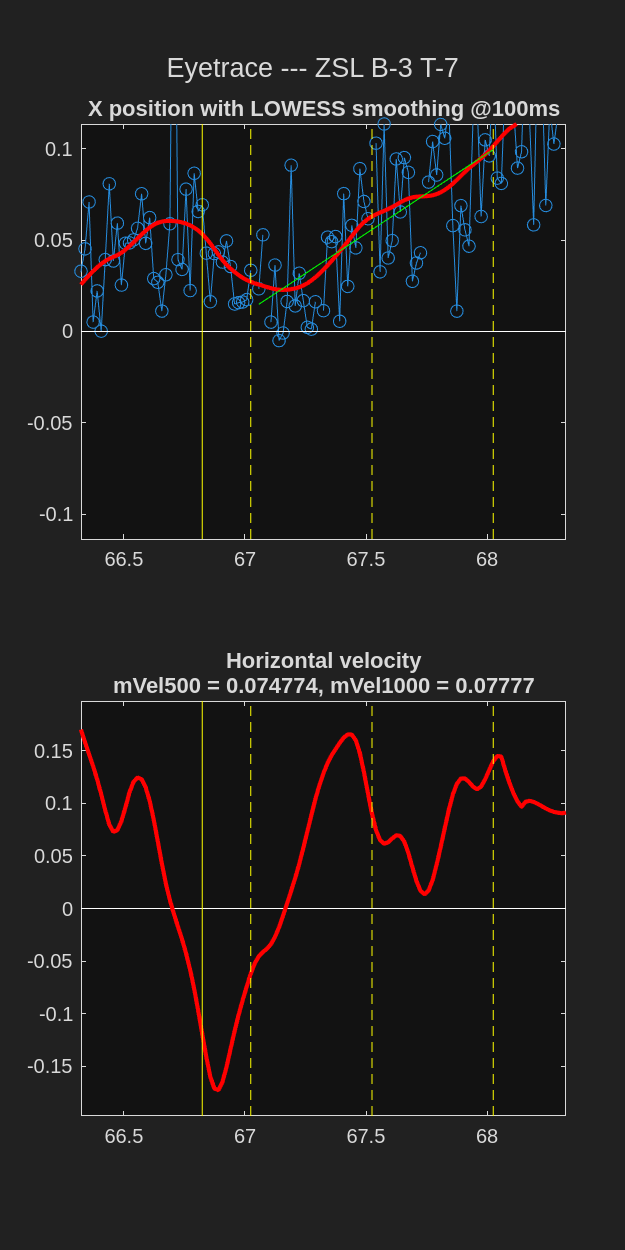 Eyetrace --- ZSL B-3 T-7
X position with LOWESS smoothing @100ms
0.1
0.05
0
-0.05
-0.1
66.5 67 67.5 68
Horizontal velocity
mVel500 = 0.074774, mVel1000 = 0.07777
0.15
0.1
0.05
0
-0.05
-0.1
-0.15
66.5 67 67.5 68